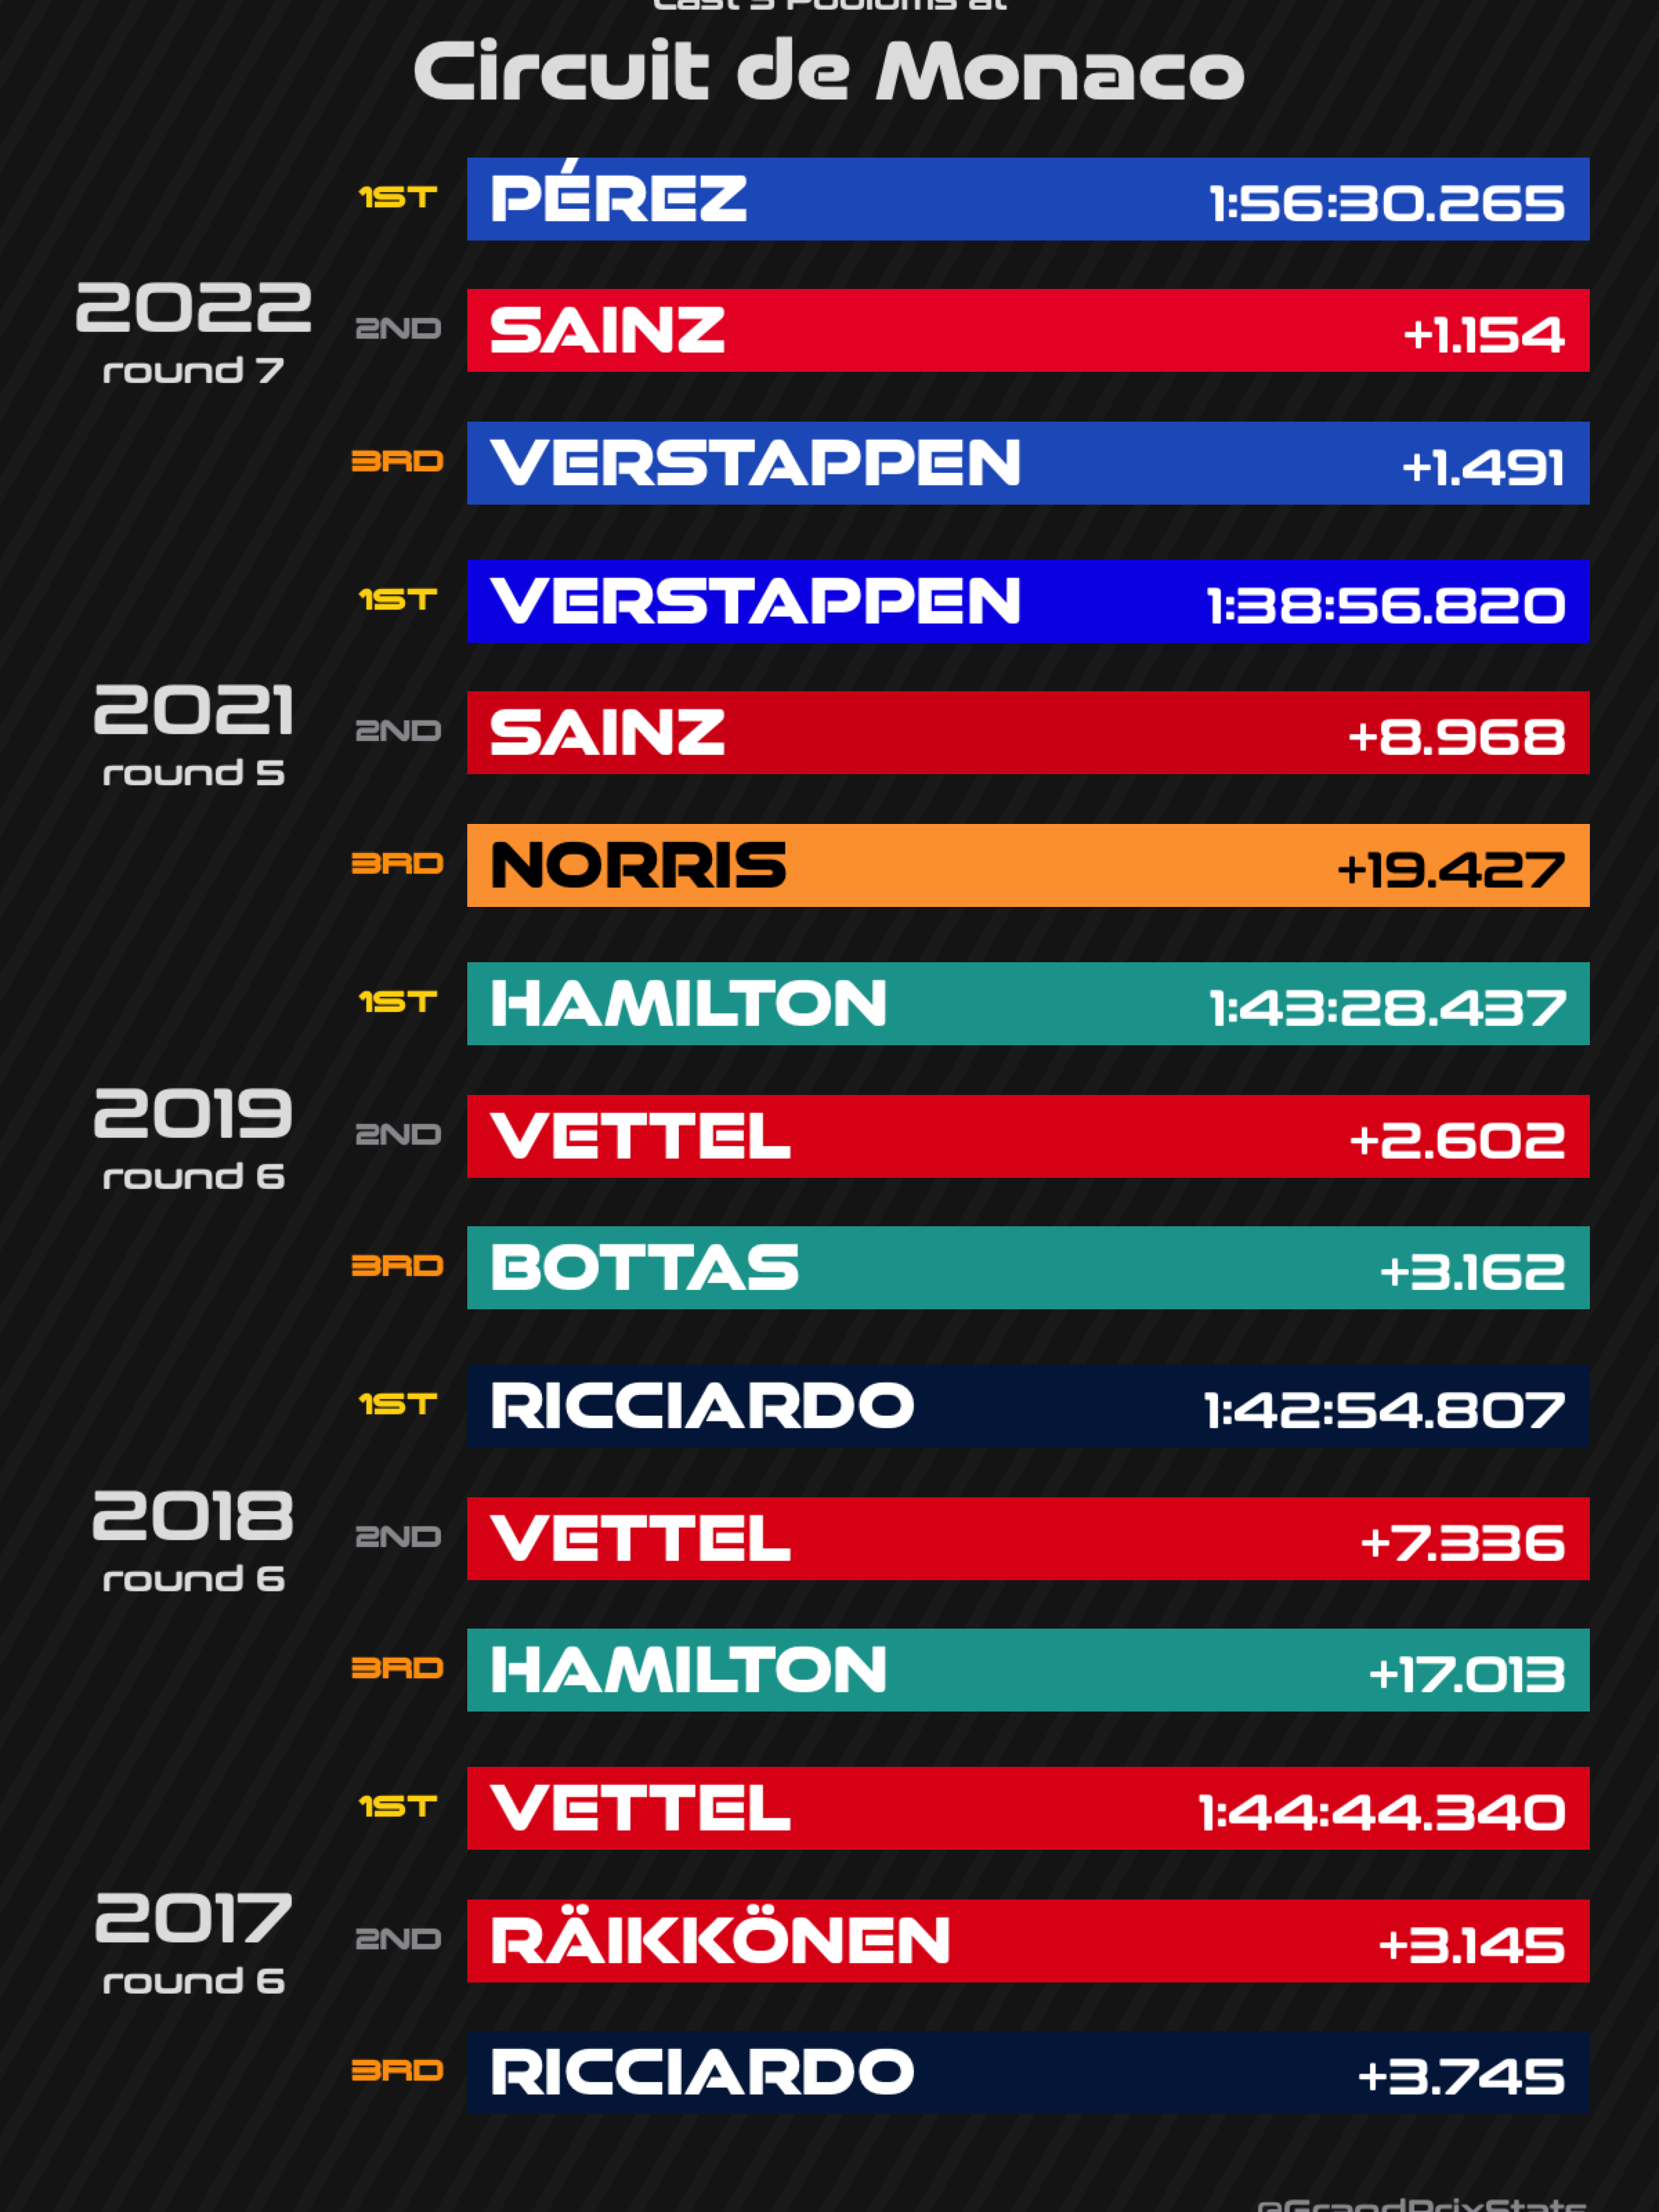 Last 5 Podiums at
Circuit de Monaco
2022
round 7
1ST PÉREZ 1:56:30.265
2ND SAINZ +1.154
3RD VERSTAPPEN +1.491
2021
round 5
1ST VERSTAPPEN 1:38:56.820
2ND SAINZ +8.968
3RD NORRIS +19.427
2019
round 6
1ST HAMILTON 1:43:28.437
2ND VETTEL +2.602
3RD BOTTAS +3.162
2018
round 6
1ST RICCIARDO 1:42:54.807
2ND VETTEL +7.336
3RD HAMILTON +17.013
2017
round 6
1ST VETTEL 1:44:44.340
2ND RÄIKKÖNEN +3.145
3RD RICCIARDO +3.745
@GrandPrixStats